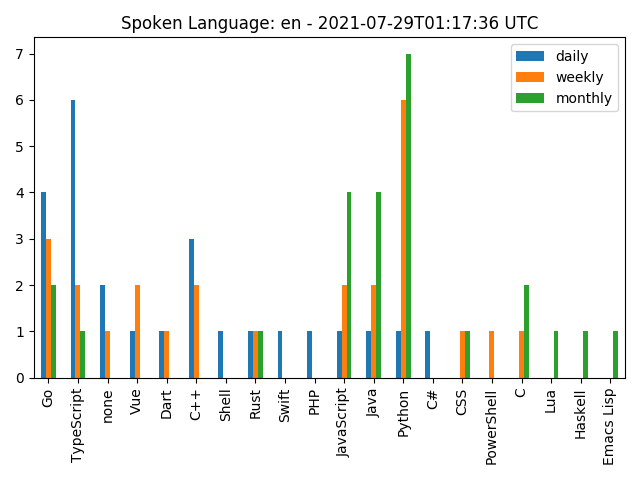 Spoken Language: en - 2021-07-29T01:17:36 UTC
daily
weekly
monthly
7
6
5
4
3
2
1
0
Go
TypeScript
none
Vue
Dart
C++
Shell
Rust
Swift
PHP
JavaScript
Java
Python
C#
CSS
PowerShell
C
Lua
Haskell
Emacs Lisp